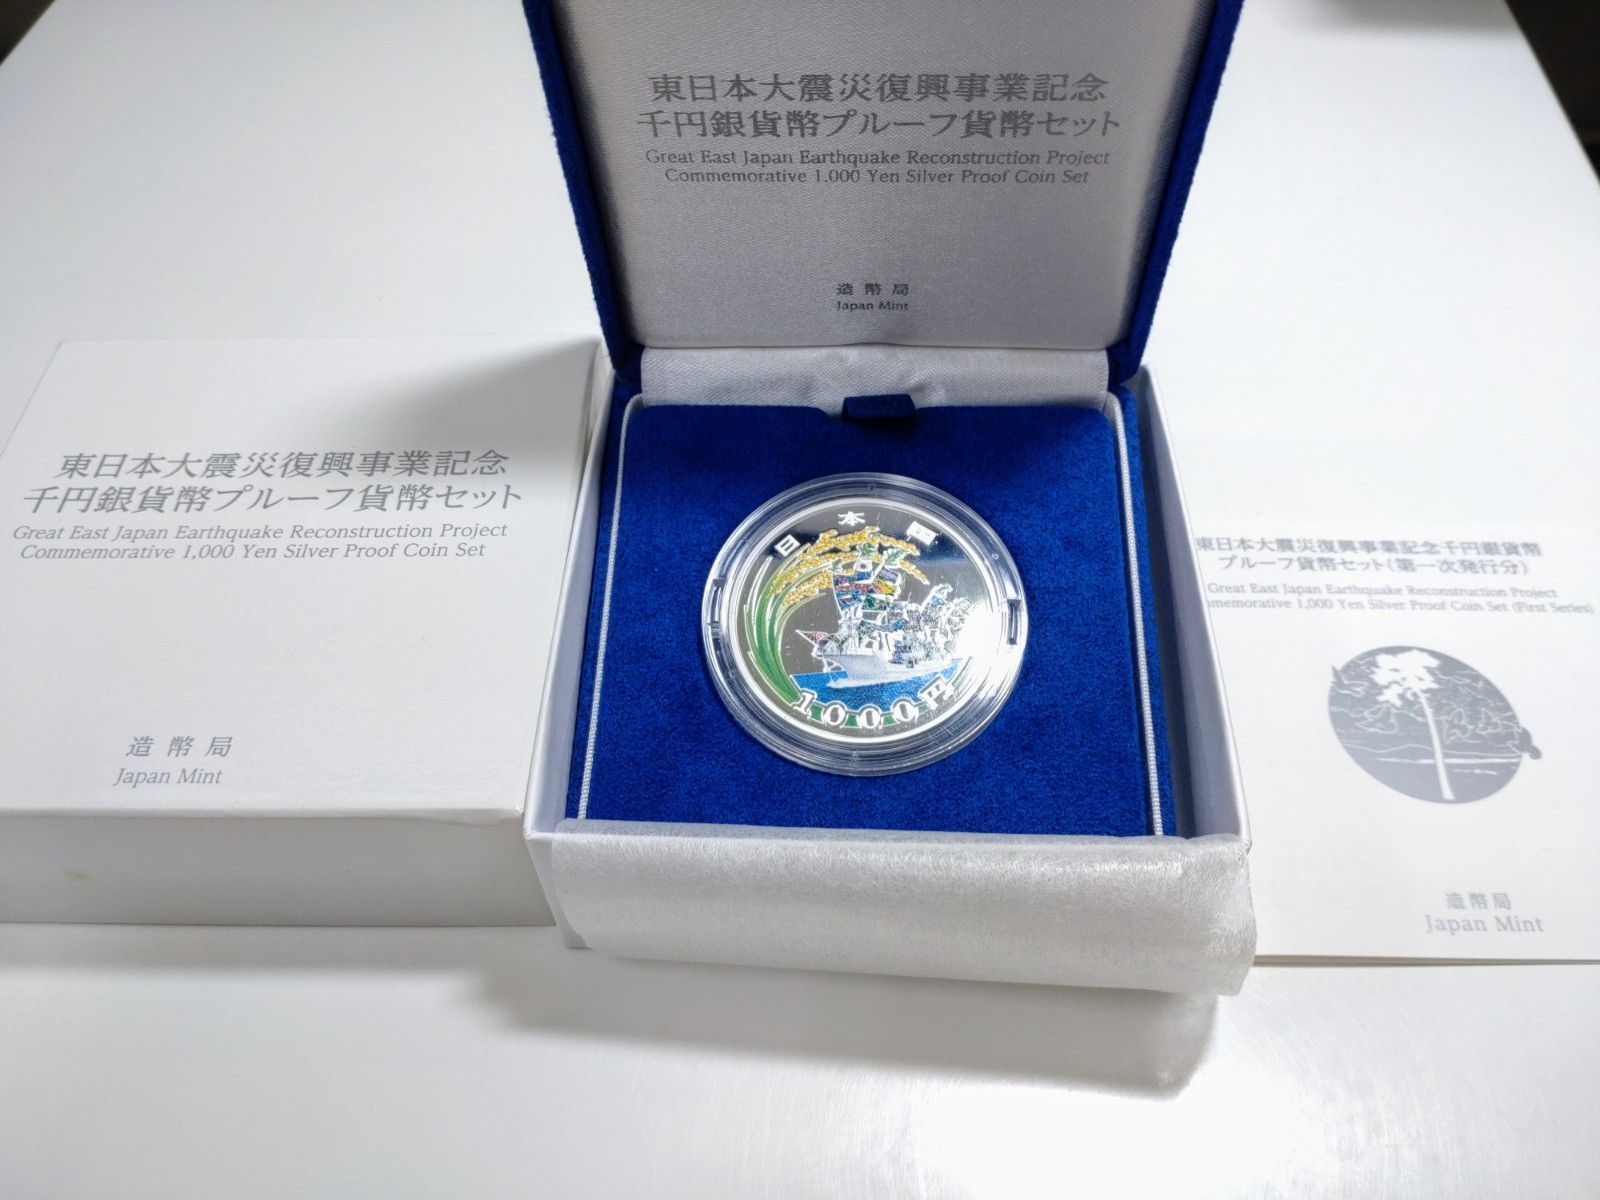 東日本大震災復興事業記念
千円銀貨幣プルーフ貨幣セット
Great East Japan Earthquake Reconstruction Project
Commemorative 1,000 Yen Silver Proof Coin Set
造幣局
Japan Mint
東日本大震災復興事業記念
千円銀貨幣プルーフ貨幣セット
Great East Japan Earthquake Reconstruction Project
Commemorative 1,000 Yen Silver Proof Coin Set
造幣局
Japan Mint
日本国
1000円
東日本大震災復興事業記念千円銀貨幣
プルーフ貨幣セット(第一次発行分)
Great East Japan Earthquake Reconstruction Project
memorative 1,000 Yen Silver Proof Coin Set (First Series)
造幣局
Japan Mint